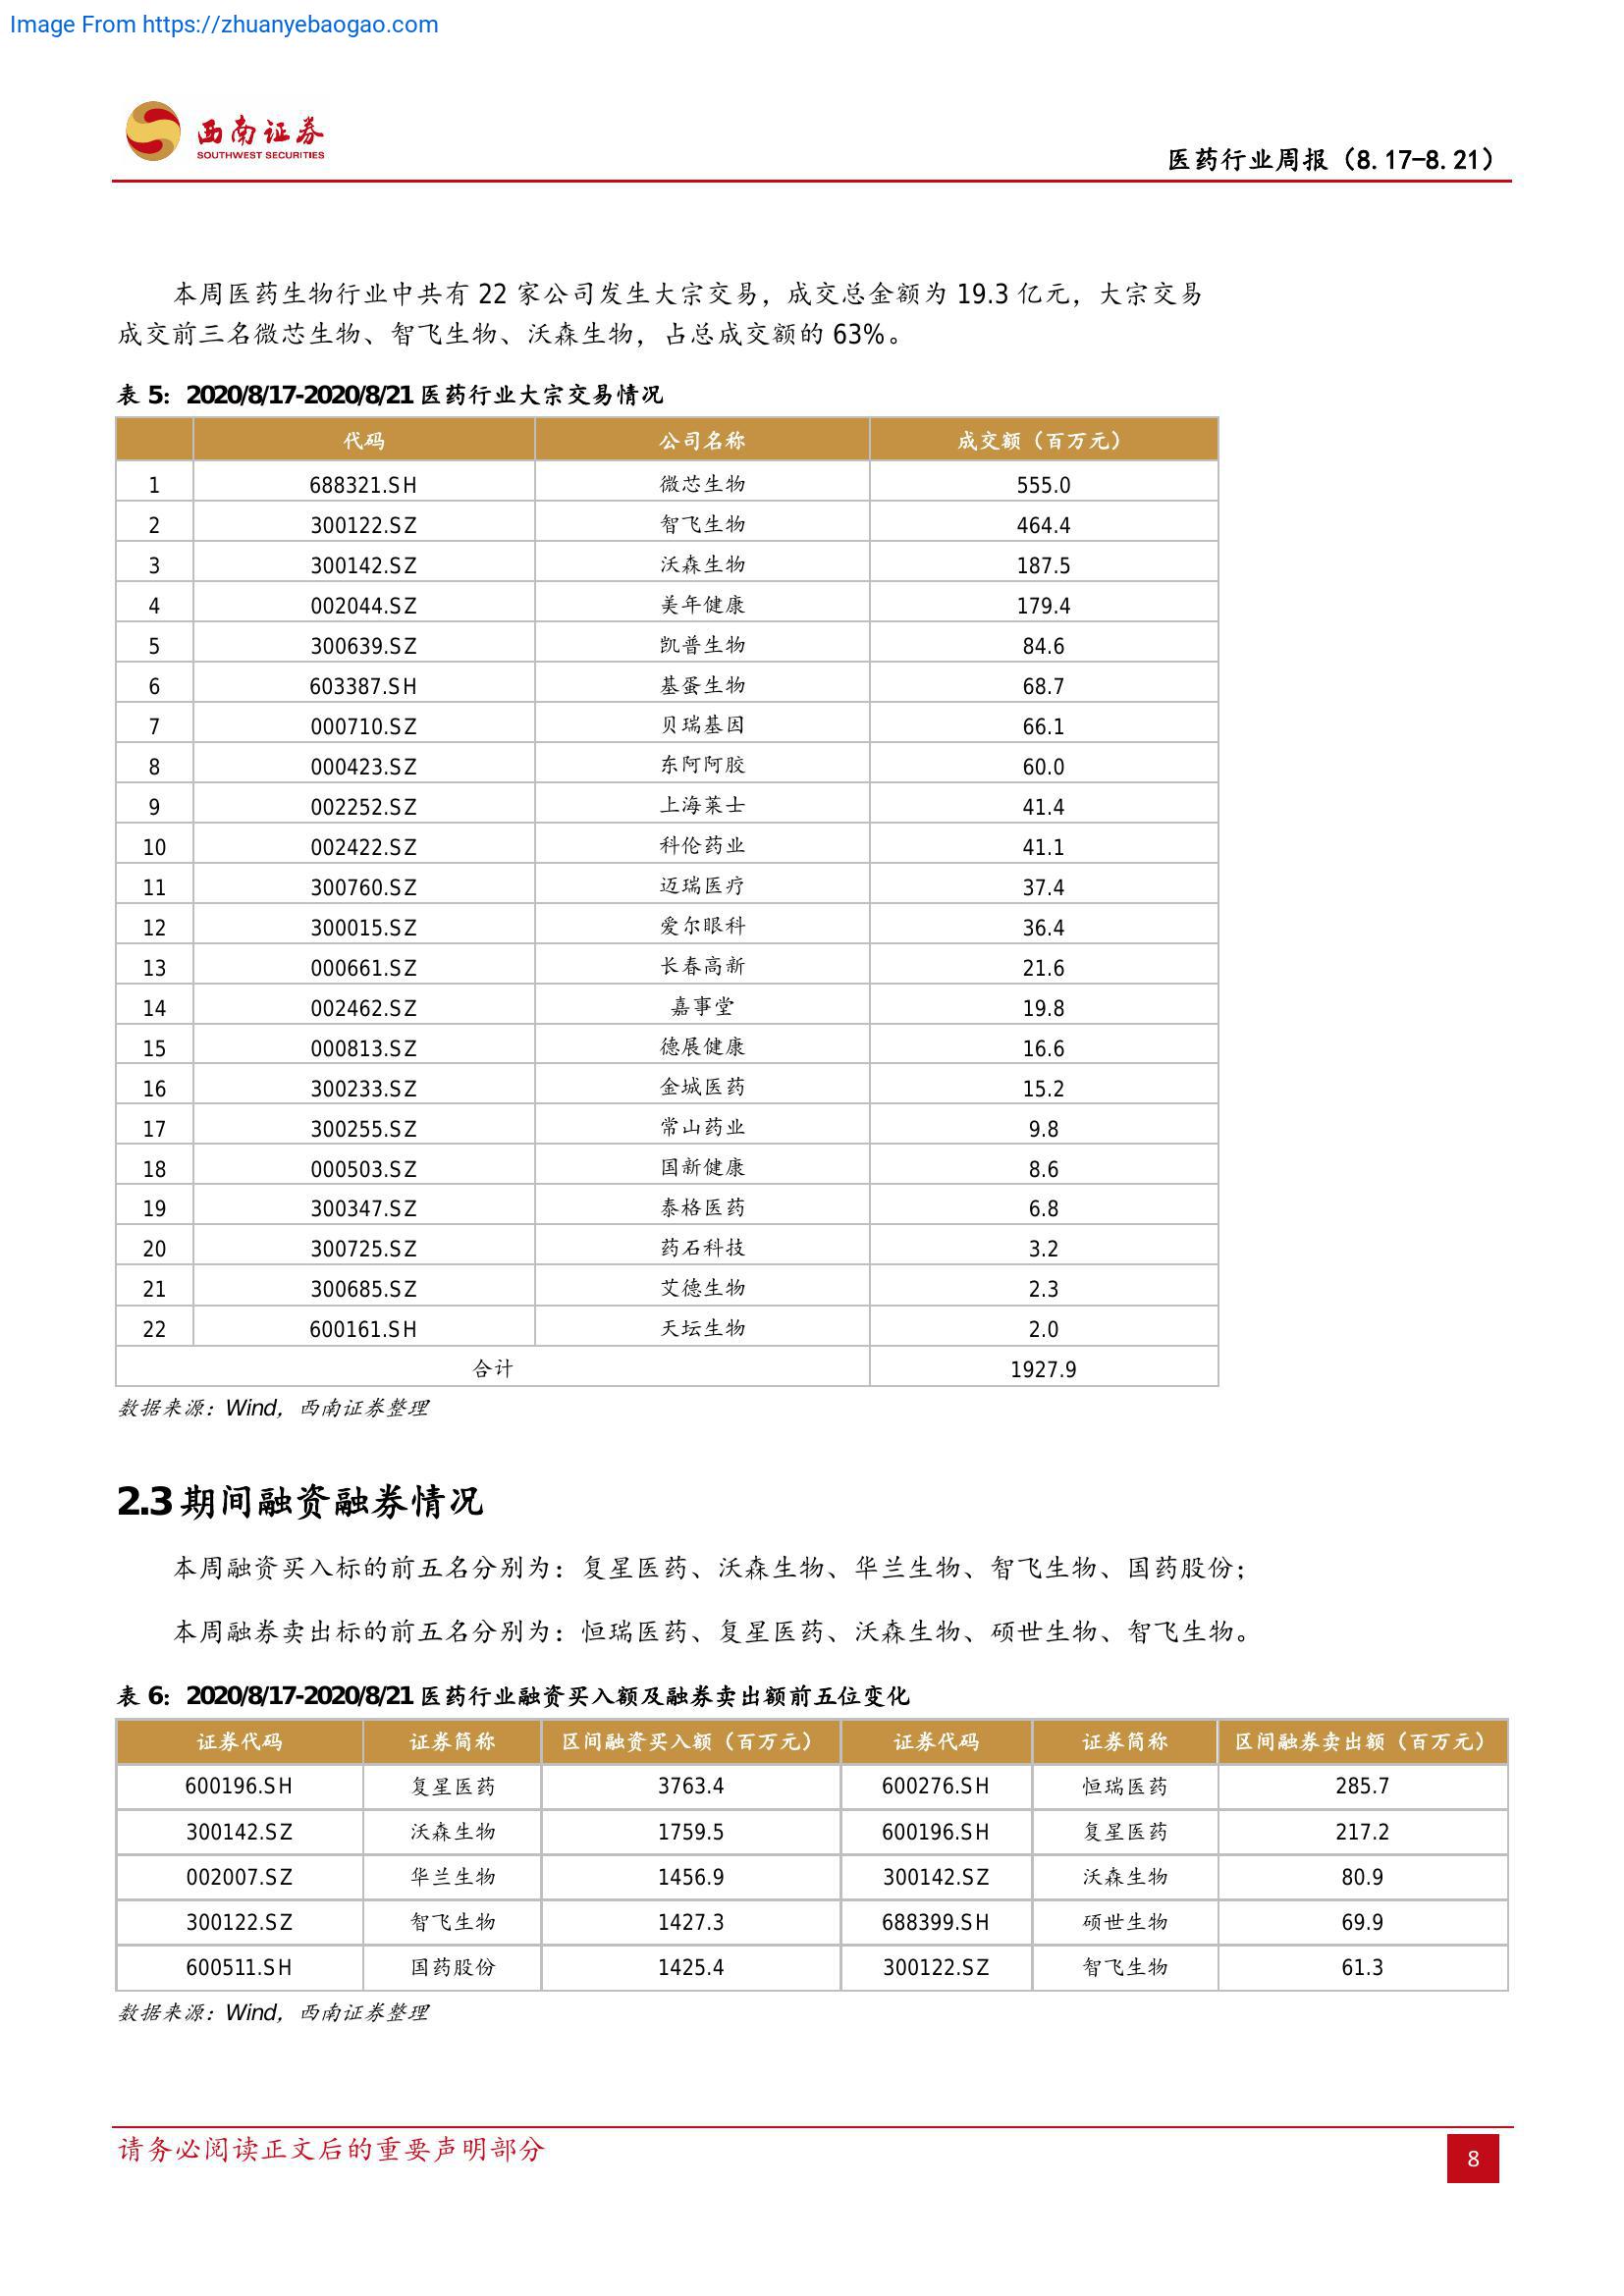 Image From https://zhuanyebaogao.com
西南证券
SOUTHWEST SECURITIES
医药行业周报（8.17-8.21）
本周医药生物行业中共有 22 家公司发生大宗交易，成交总金额为 19.3 亿元，大宗交易
成交前三名微芯生物、智飞生物、沃森生物，占总成交额的 63%。
表 5：2020/8/17-2020/8/21 医药行业大宗交易情况
代码 公司名称 成交额（百万元）
1 688321.SH 微芯生物 555.0
2 300122.SZ 智飞生物 464.4
3 300142.SZ 沃森生物 187.5
4 002044.SZ 美年健康 179.4
5 300639.SZ 凯普生物 84.6
6 603387.SH 基蛋生物 68.7
7 000710.SZ 贝瑞基因 66.1
8 000423.SZ 东阿阿胶 60.0
9 002252.SZ 上海莱士 41.4
10 002422.SZ 科伦药业 41.1
11 300760.SZ 迈瑞医疗 37.4
12 300015.SZ 爱尔眼科 36.4
13 000661.SZ 长春高新 21.6
14 002462.SZ 嘉事堂 19.8
15 000813.SZ 德展健康 16.6
16 300233.SZ 金城医药 15.2
17 300255.SZ 常山药业 9.8
18 000503.SZ 国新健康 8.6
19 300347.SZ 泰格医药 6.8
20 300725.SZ 药石科技 3.2
21 300685.SZ 艾德生物 2.3
22 600161.SH 天坛生物 2.0
合计 1927.9
数据来源：Wind，西南证券整理
2.3 期间融资融券情况
本周融资买入标的前五名分别为：复星医药、沃森生物、华兰生物、智飞生物、国药股份；
本周融券卖出标的前五名分别为：恒瑞医药、复星医药、沃森生物、硕世生物、智飞生物。
表 6：2020/8/17-2020/8/21 医药行业融资买入额及融券卖出额前五位变化
证券代码 证券简称 区间融资买入额（百万元） 证券代码 证券简称 区间融券卖出额（百万元）
600196.SH 复星医药 3763.4 600276.SH 恒瑞医药 285.7
300142.SZ 沃森生物 1759.5 600196.SH 复星医药 217.2
002007.SZ 华兰生物 1456.9 300142.SZ 沃森生物 80.9
300122.SZ 智飞生物 1427.3 688399.SH 硕世生物 69.9
600511.SH 国药股份 1425.4 300122.SZ 智飞生物 61.3
数据来源：Wind，西南证券整理
请务必阅读正文后的重要声明部分
8